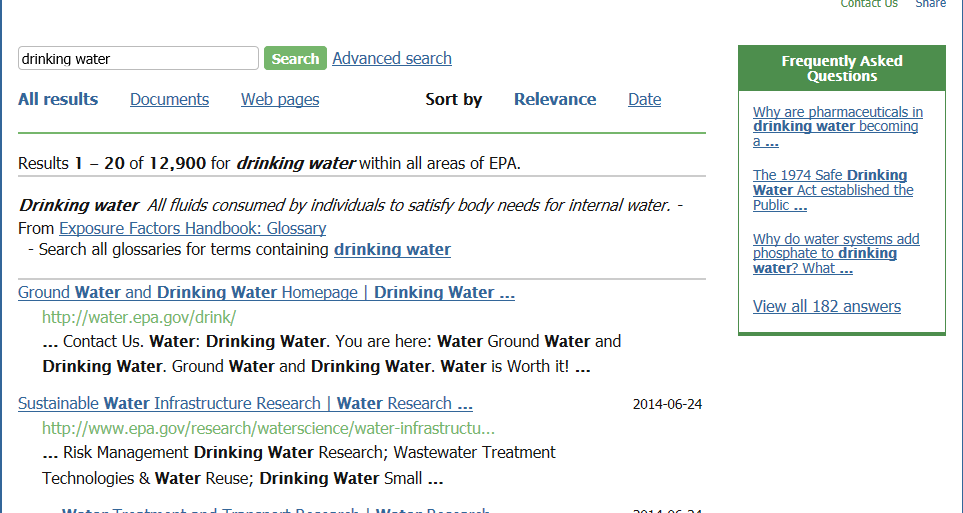 Contact Us Share
drinking water Search Advanced search
All results Documents Web pages Sort by Relevance Date
Results 1 – 20 of 12,900 for drinking water within all areas of EPA.
Drinking water All fluids consumed by individuals to satisfy body needs for internal water. -
From Exposure Factors Handbook: Glossary
- Search all glossaries for terms containing drinking water
Ground Water and Drinking Water Homepage | Drinking Water ...
http://water.epa.gov/drink/
... Contact Us. Water: Drinking Water. You are here: Water Ground Water and
Drinking Water. Ground Water and Drinking Water. Water is Worth it! ...
Sustainable Water Infrastructure Research | Water Research ... 2014-06-24
http://www.epa.gov/research/waterscience/water-infrastructu...
... Risk Management Drinking Water Research; Wastewater Treatment
Technologies & Water Reuse; Drinking Water Small ...
Water Treatment and Transport Research | Water Research 2014-06-24
Frequently Asked
Questions
Why are pharmaceuticals in
drinking water becoming
a ...
The 1974 Safe Drinking
Water Act established the
Public ...
Why do water systems add
phosphate to drinking
water? What ...
View all 182 answers